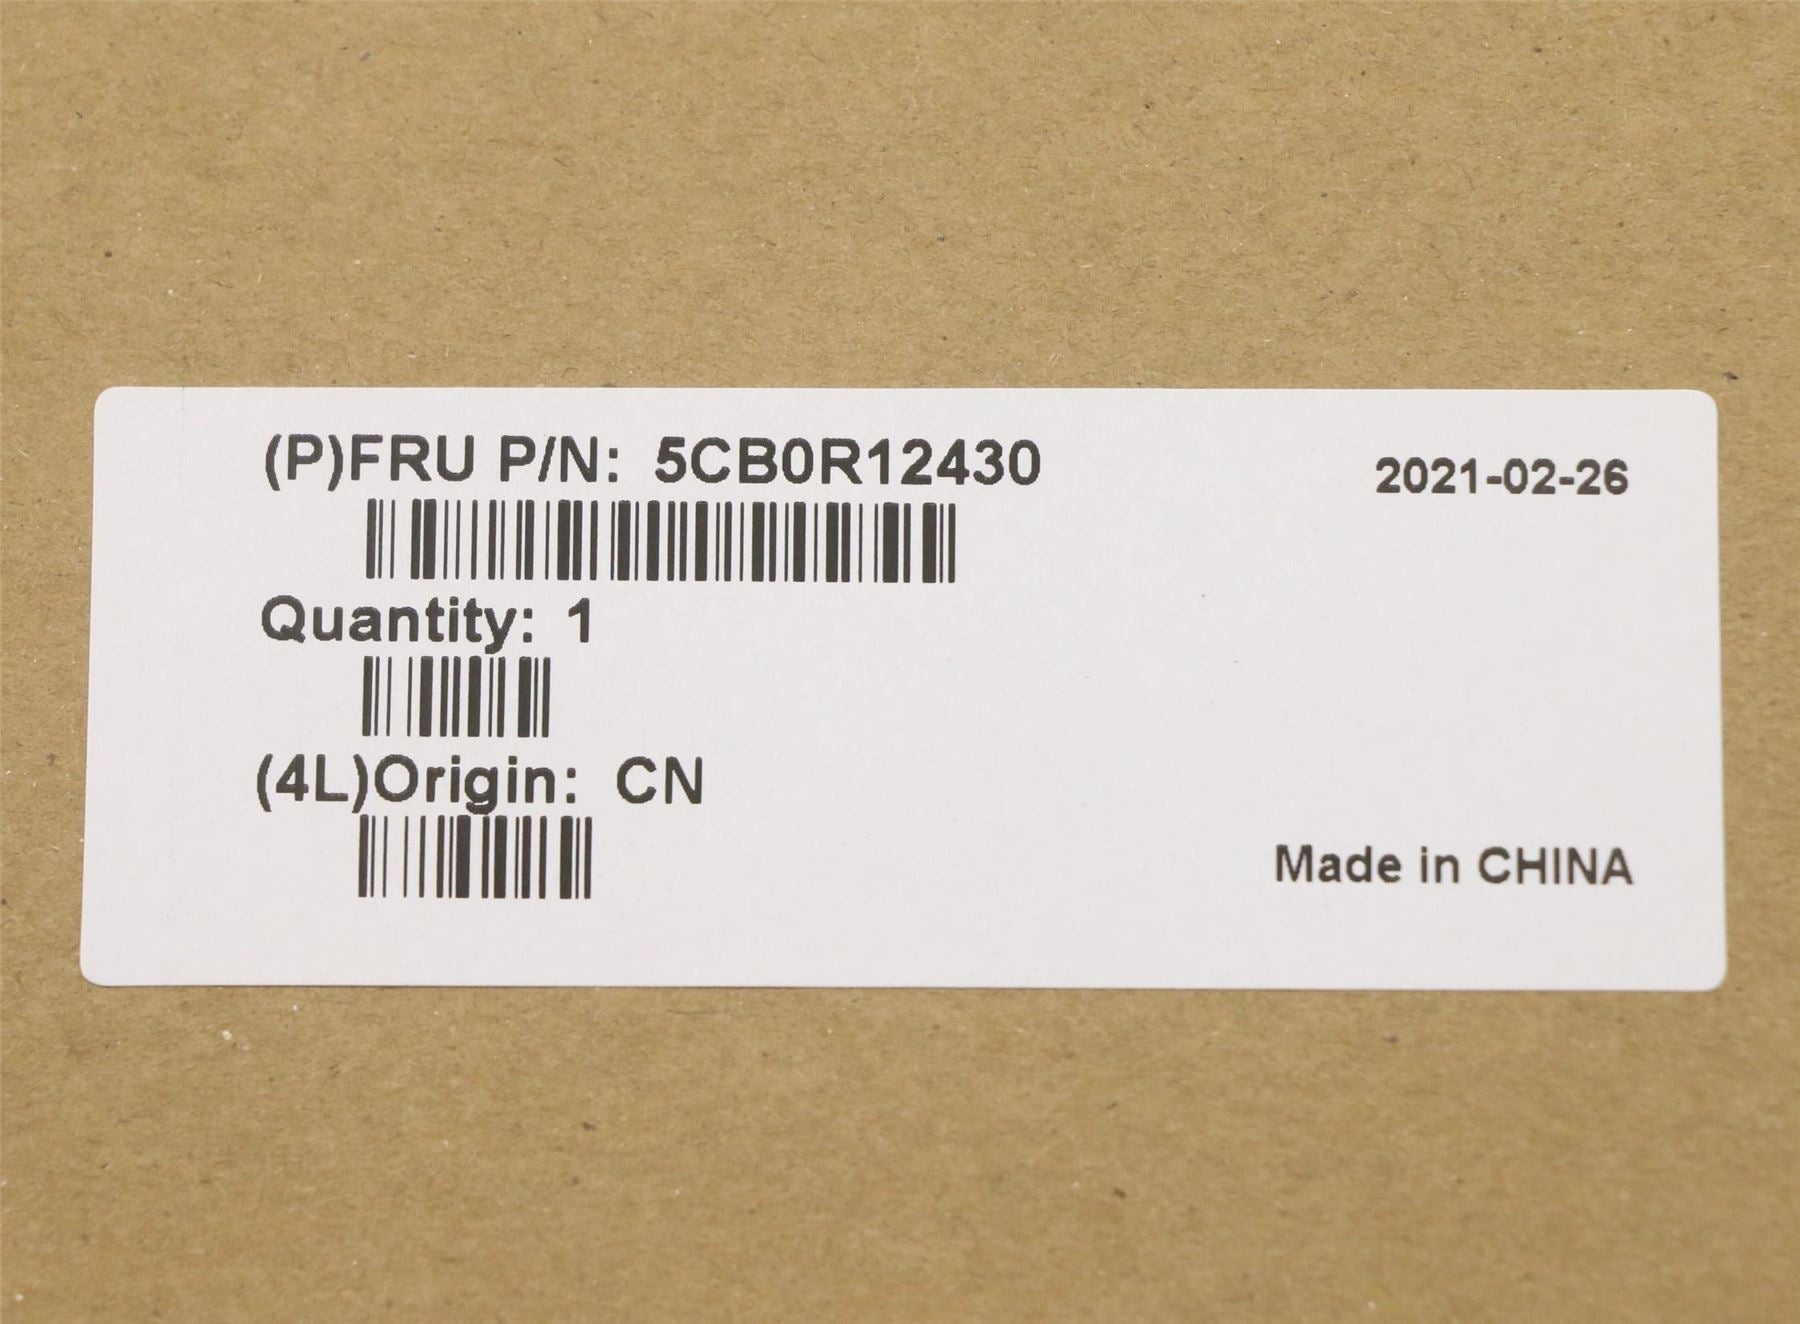 (P)FRU P/N: 5CB0R12430
2021-02-26
Quantity: 1
(4L)Origin: CN
Made in CHINA